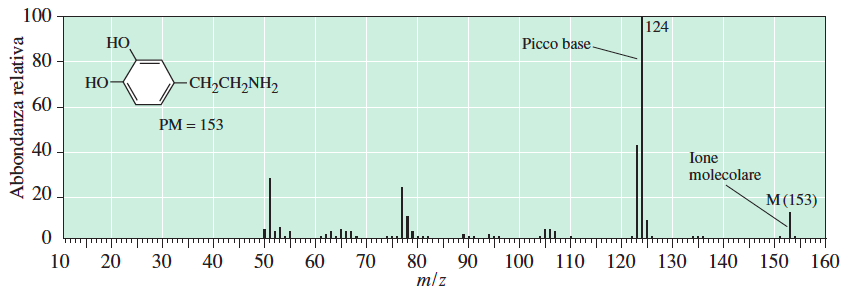 Abbondanza relativa
100
80
60
40
20
0
HO
HO
CH₂CH₂NH₂
PM = 153
Picco base
124
Ione
molecolare
M (153)
10 20 30 40 50 60 70 80 90 100 110 120 130 140 150 160
m/z